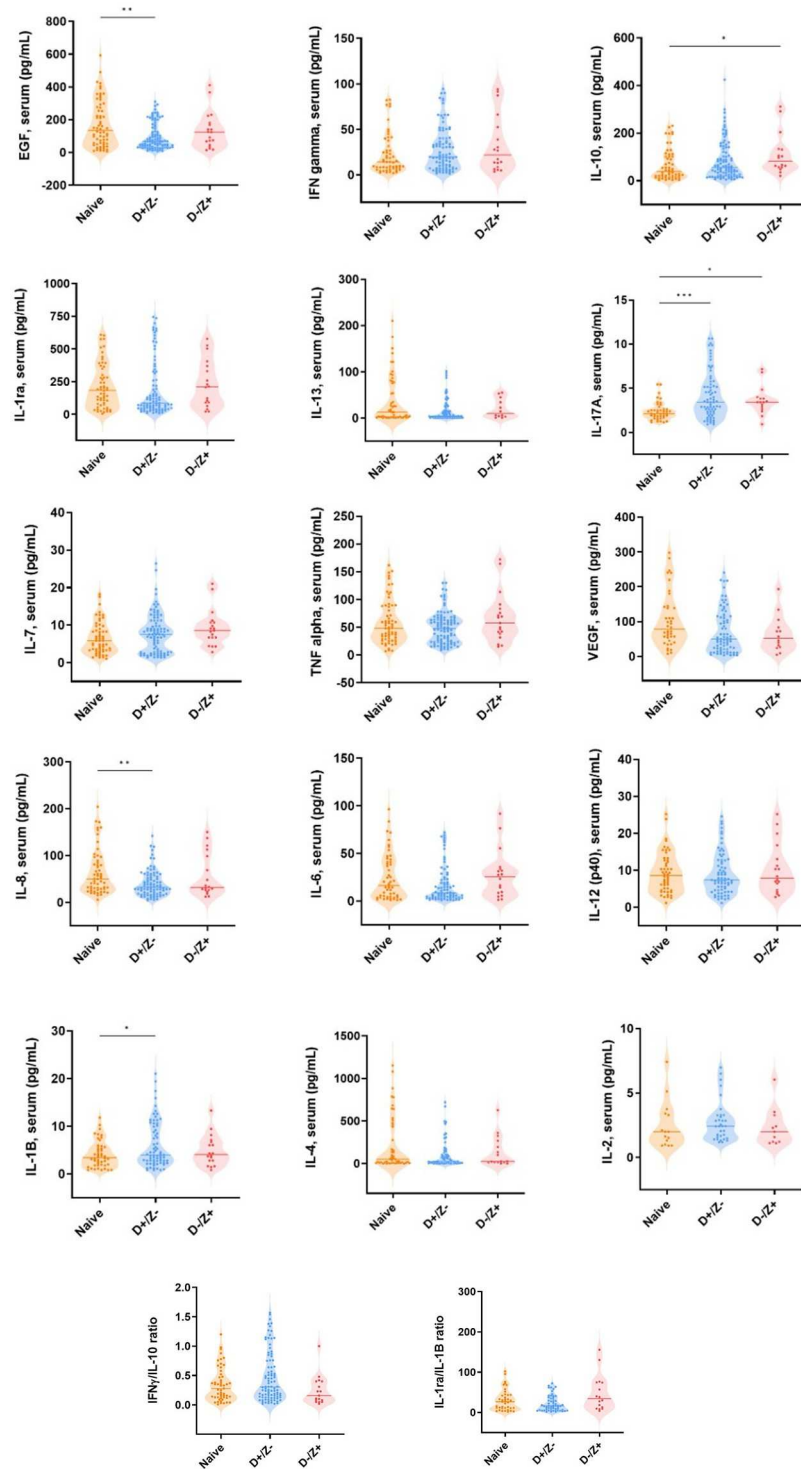 EGF, serum (pg/mL)
800
600
400
200
0
-200
**
Naive
D+/Z-
D-/Z+
IFN gamma, serum (pg/mL)
150
100
50
0
Naive
D+/Z-
D-/Z+
IL-10, serum (pg/mL)
600
400
200
0
*
Naive
D+/Z-
D-/Z+
IL-1ra, serum (pg/mL)
1000
750
500
250
0
Naive
D+/Z-
D-/Z+
IL-13, serum (pg/mL)
300
200
100
0
Naive
D+/Z-
D-/Z+
IL-17A, serum (pg/mL)
15
10
5
0
*
***
Naive
D+/Z-
D-/Z+
IL-7, serum (pg/mL)
40
30
20
10
0
Naive
D+/Z-
D-/Z+
TNF alpha, serum (pg/mL)
250
200
150
100
50
0
-50
Naive
D+/Z-
D-/Z+
VEGF, serum (pg/mL)
400
300
200
100
0
Naive
D+/Z-
D-/Z+
IL-8, serum (pg/mL)
300
200
100
0
**
Naive
D+/Z-
D-/Z+
IL-6, serum (pg/mL)
150
100
50
0
Naive
D+/Z-
D-/Z+
IL-12 (p40), serum (pg/mL)
40
30
20
10
0
Naive
D+/Z-
D-/Z+
IL-1B, serum (pg/mL)
30
20
10
0
*
Naive
D+/Z-
D-/Z+
IL-4, serum (pg/mL)
1500
1000
500
0
Naive
D+/Z-
D-/Z+
IL-2, serum (pg/mL)
10
5
0
Naive
D+/Z-
D-/Z+
IFNγ/IL-10 ratio
2.0
1.5
1.0
0.5
0.0
Naive
D+/Z-
D-/Z+
IL-1ra/IL-1B ratio
300
200
100
0
Naive
D+/Z-
D-/Z+